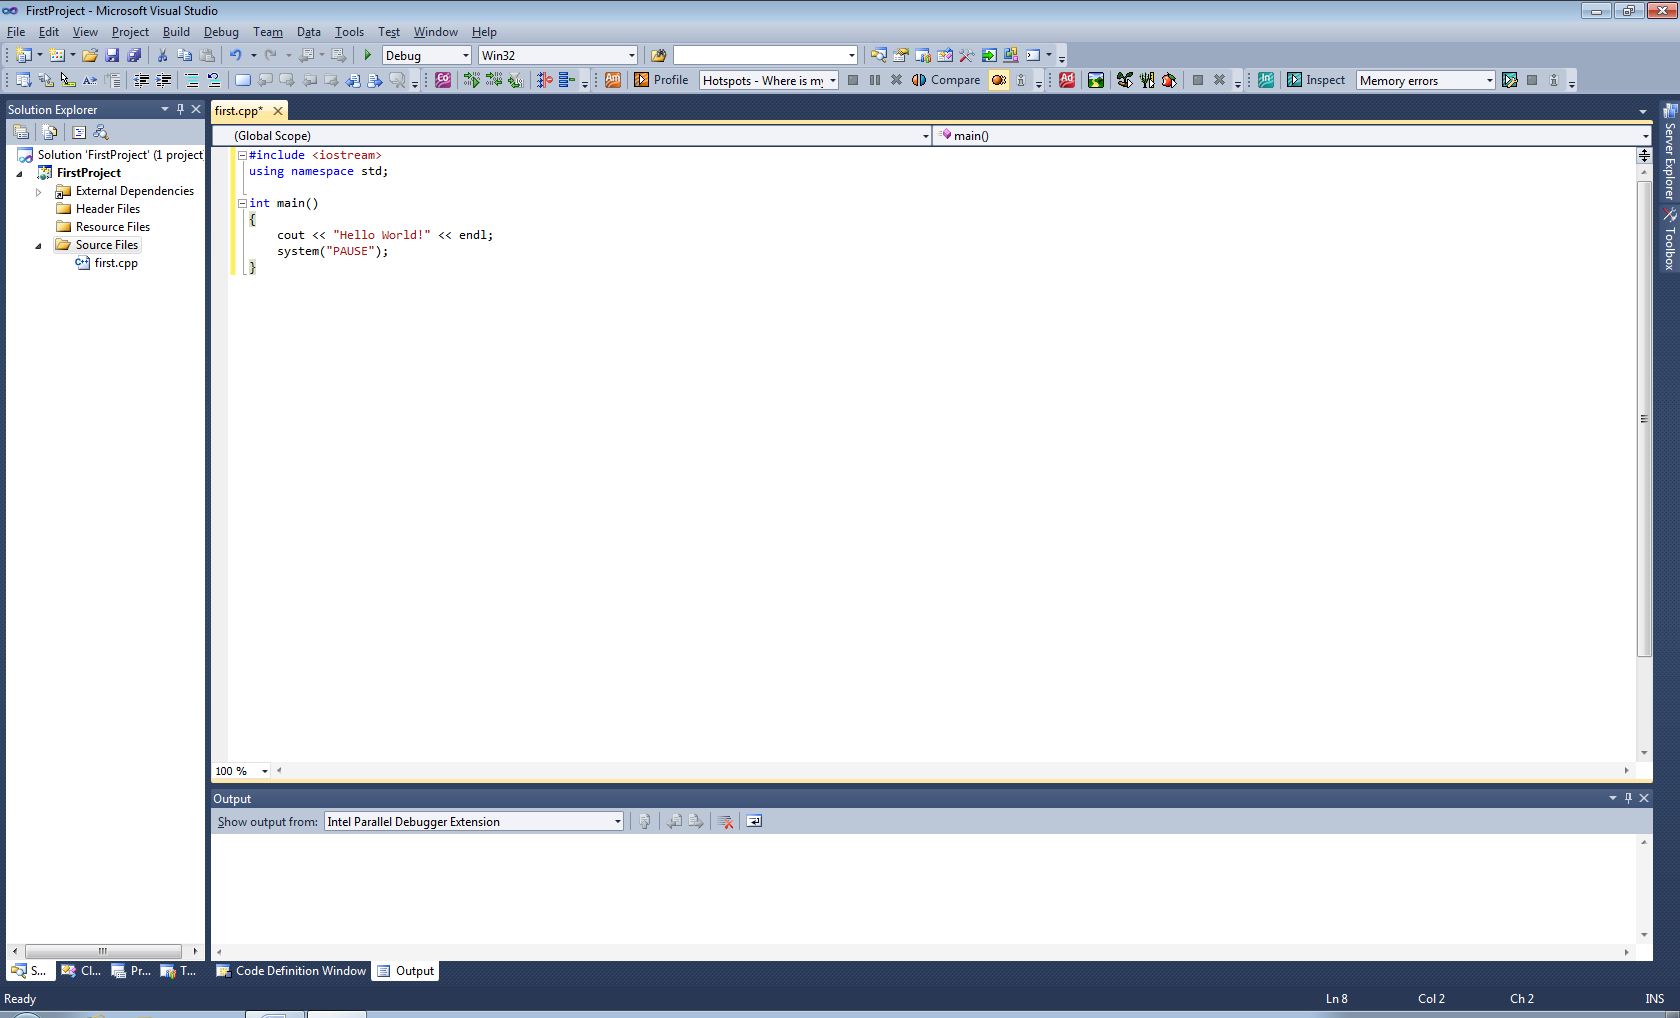 FirstProject - Microsoft Visual Studio
File Edit View Project Build Debug Team Data Tools Test Window Help
Debug Win32
Profile Hotspots - Where is my Compare Inspect Memory errors
Solution Explorer
first.cpp*
(Global Scope) main()
Solution 'FirstProject' (1 project
FirstProject
External Dependencies
Header Files
Resource Files
Source Files
first.cpp
#include <iostream>
using namespace std;
int main()
{
cout << "Hello World!" << endl;
system("PAUSE");
}
Server Explorer
Toolbox
100 %
Output
Show output from: Intel Parallel Debugger Extension
S... Cl... Pr... T... Code Definition Window Output
Ready Ln 8 Col 2 Ch 2 INS